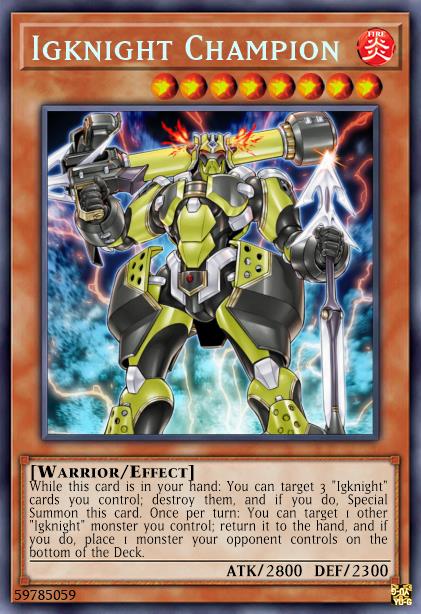 Igknight Champion
FIRE
炎
[Warrior/Effect]
While this card is in your hand: You can target 3 "Igknight"
cards you control; destroy them, and if you do, Special
Summon this card. Once per turn: You can target 1 other
"Igknight" monster you control; return it to the hand, and if
you do, place 1 monster your opponent controls on the
bottom of the Deck.
ATK/2800 DEF/2300
59785059